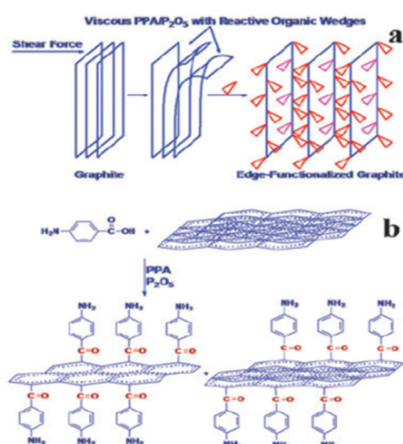 Viscous PPA/P₂O₅ with Reactive Organic Wedges
a
Shear Force
Graphite
Edge-Functionalized Graphite
b
H₂N
O
C-OH
+
PPA
P₂O₅
NH₂ NH₂ NH₂ NH₂ NH₂ NH₂
C=O C=O C=O C=O C=O C=O
+
C=O C=O C=O C=O C=O C=O
NH₂ NH₂ NH₂